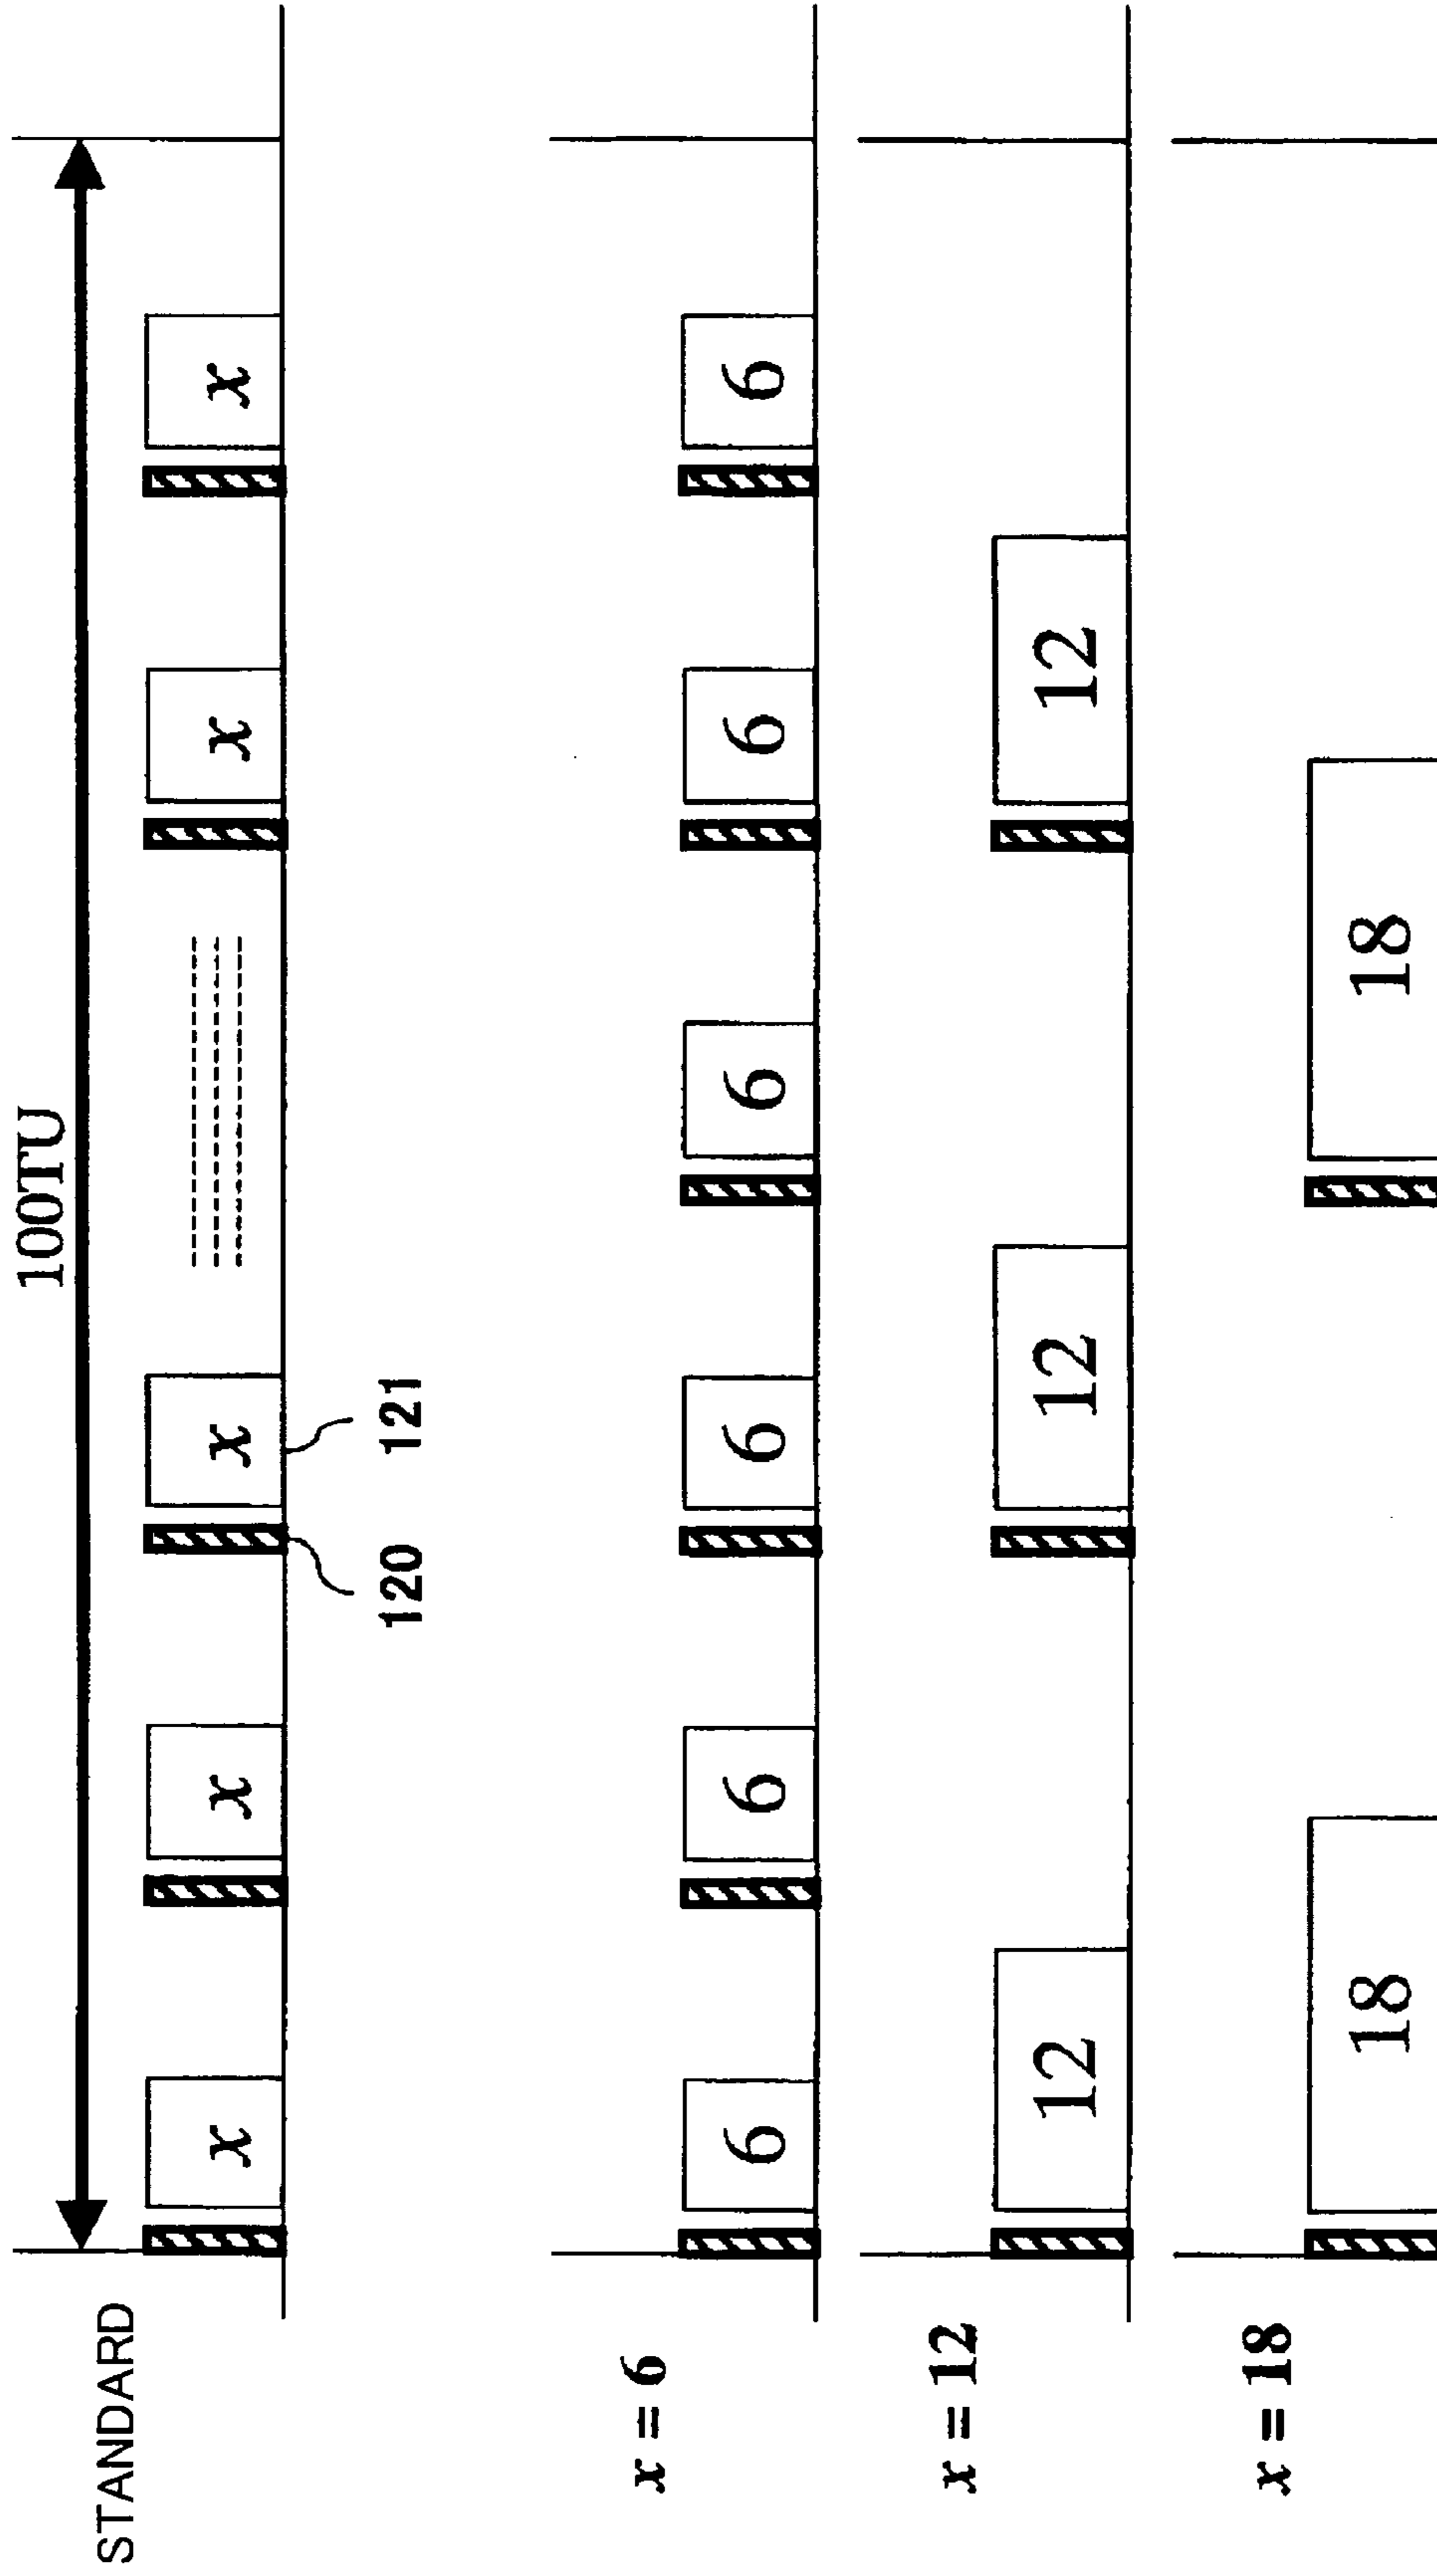 100TU
STANDARD
x x x x x
120 121
x = 6
6 6 6 6 6 6
x = 12
12 12 12
x = 18
18 18